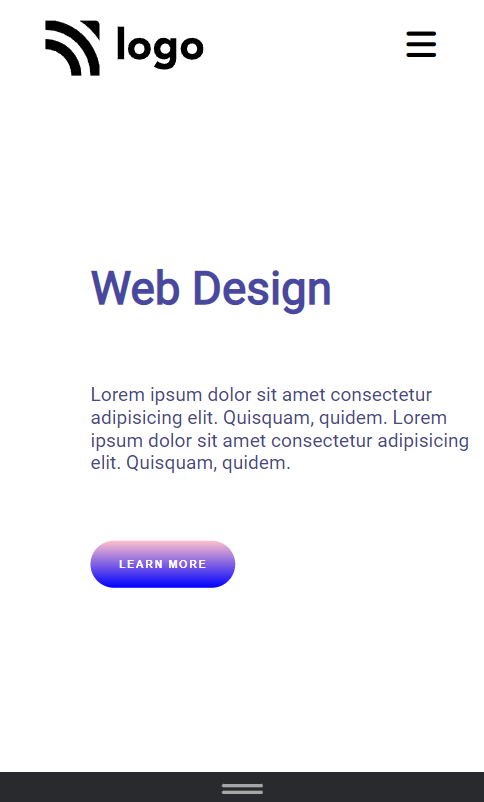 logo
Web Design
Lorem ipsum dolor sit amet consectetur
adipisicing elit. Quisquam, quidem. Lorem
ipsum dolor sit amet consectetur adipisicing
elit. Quisquam, quidem.
LEARN MORE